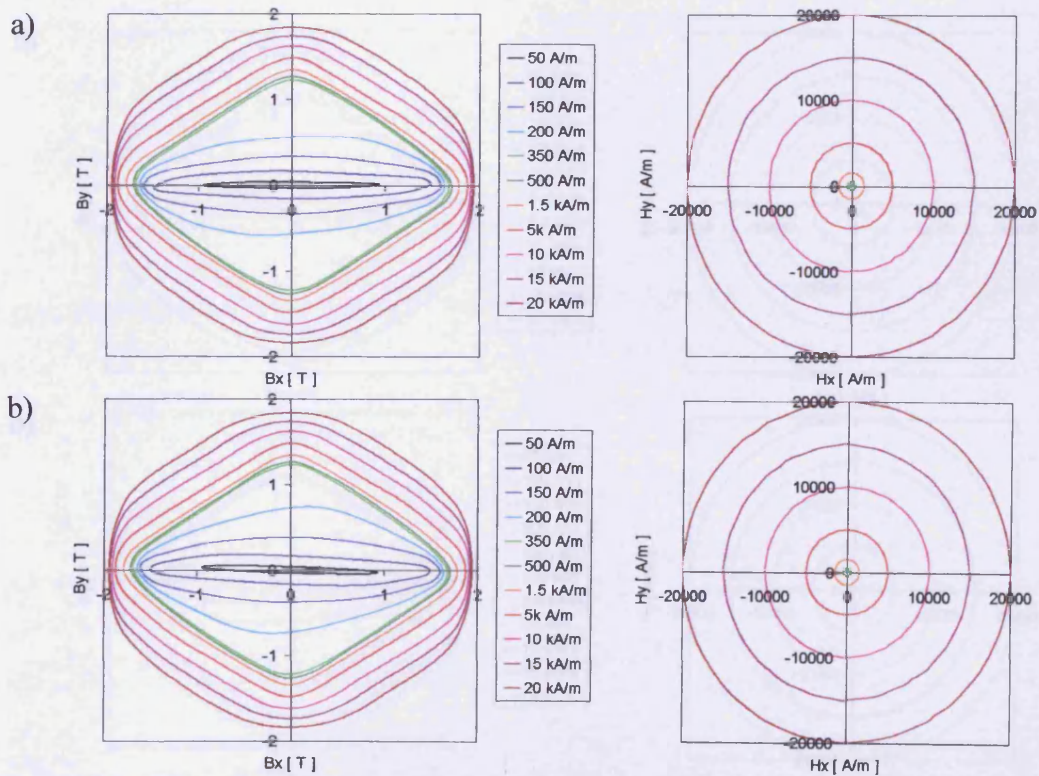 a)
2
1
0
-1
-2
-2
-1
0
1
2
By [ T ]
Bx [ T ]
50 A/m
100 A/m
150 A/m
200 A/m
350 A/m
500 A/m
1.5 kA/m
5k A/m
10 kA/m
15 kA/m
20 kA/m
20000
10000
0
-10000
-20000
-20000
-10000
0
10000
20000
Hy [ A/m ]
Hx [ A/m ]
b)
2
1
0
-1
-2
-2
-1
0
1
2
By [ T ]
Bx [ T ]
50 A/m
100 A/m
150 A/m
200 A/m
350 A/m
500 A/m
1.5 kA/m
5k A/m
10 kA/m
15 kA/m
20 kA/m
20000
10000
0
-10000
-20000
-20000
-10000
0
10000
20000
Hy [ A/m ]
Hx [ A/m ]